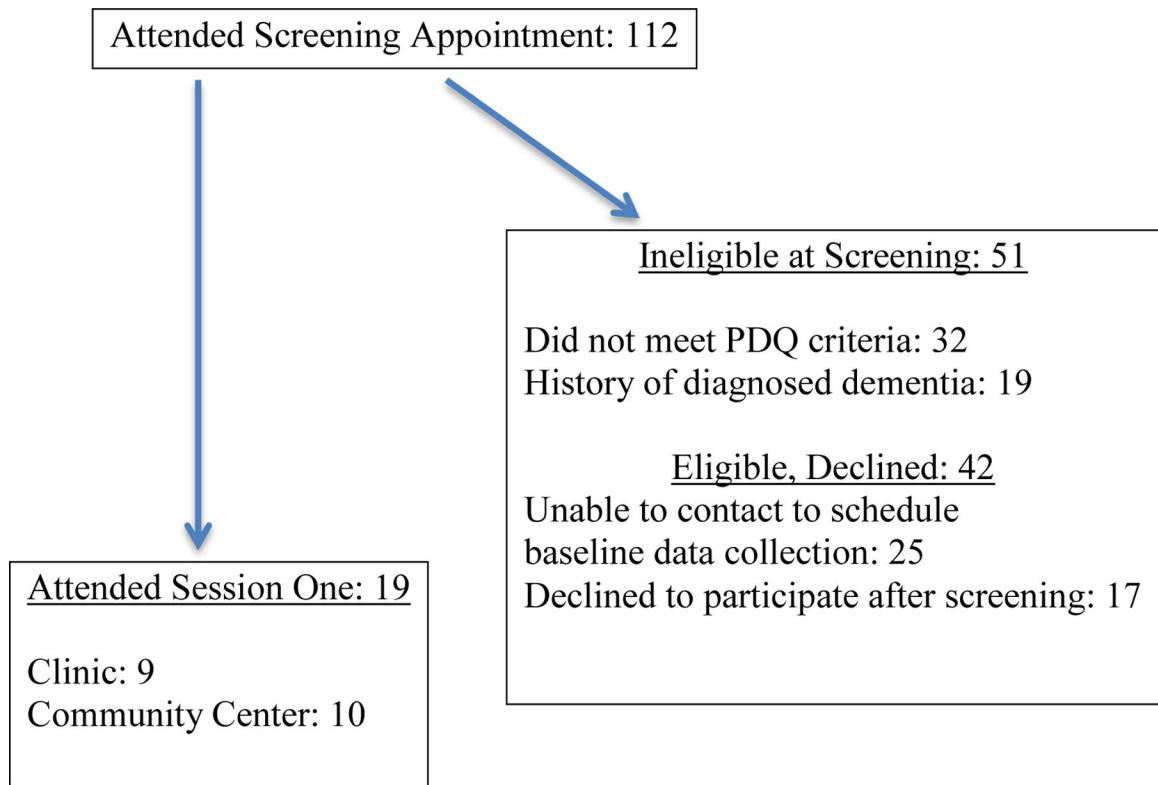 Attended Screening Appointment: 112
Ineligible at Screening: 51
Did not meet PDQ criteria: 32
History of diagnosed dementia: 19
Eligible, Declined: 42
Unable to contact to schedule
baseline data collection: 25
Declined to participate after screening: 17
Attended Session One: 19
Clinic: 9
Community Center: 10